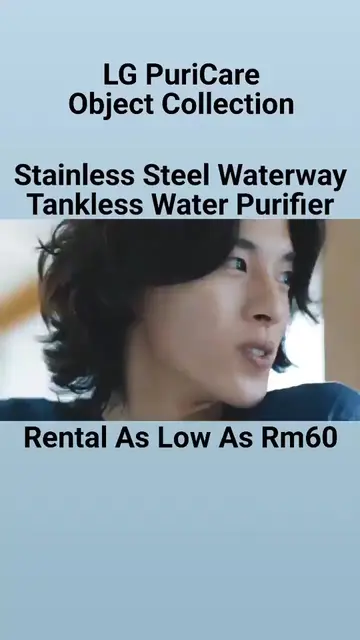 LG PuriCare
Object Collection
Stainless Steel Waterway
Tankless Water Purifier
Rental As Low As Rm60